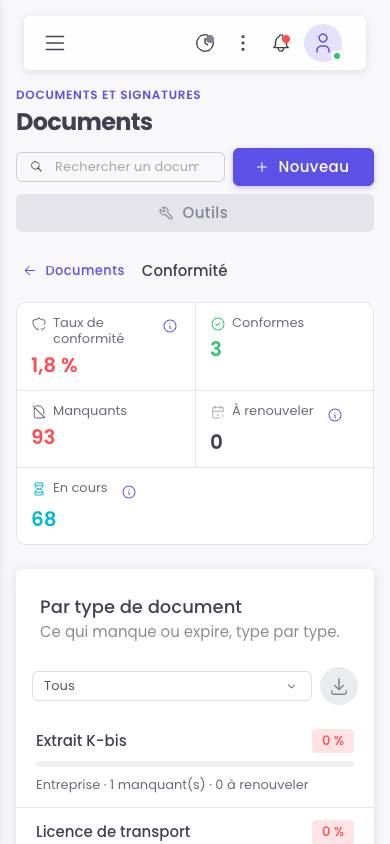 DOCUMENTS ET SIGNATURES
Documents
Rechercher un docum
Nouveau
Outils
Documents Conformité
Taux de
conformité
1,8 %
Conformes
3
Manquants
93
À renouveler
0
En cours
68
Par type de document
Ce qui manque ou expire, type par type.
Tous
Extrait K-bis 0 %
Entreprise · 1 manquant(s) · 0 à renouveler
Licence de transport 0 %